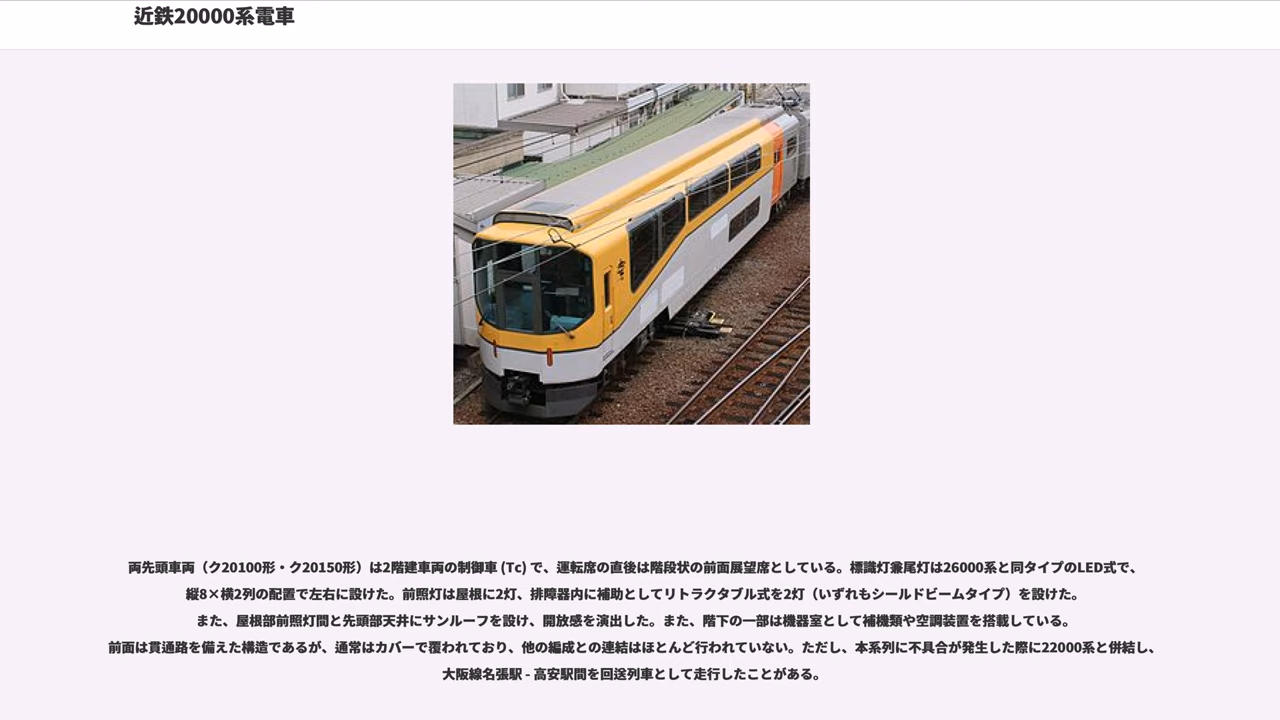 近鉄20000系電車
両先頭車両（ク20100形・ク20150形）は2階建車両の制御車 (Tc) で、運転席の直後は階段状の前面展望席としている。標識灯兼尾灯は26000系と同タイプのLED式で、
縦8×横2列の配置で左右に設けた。前照灯は屋根に2灯、排障器内に補助としてリトラクタブル式を2灯（いずれもシールドビームタイプ）を設けた。
また、屋根部前照灯間と先頭部天井にサンルーフを設け、開放感を演出した。また、階下の一部は機器室として補機類や空調装置を搭載している。
前面は貫通路を備えた構造であるが、通常はカバーで覆われており、他の編成との連結はほとんど行われていない。ただし、本系列に不具合が発生した際に22000系と併結し、
大阪線名張駅 - 高安駅間を回送列車として走行したことがある。